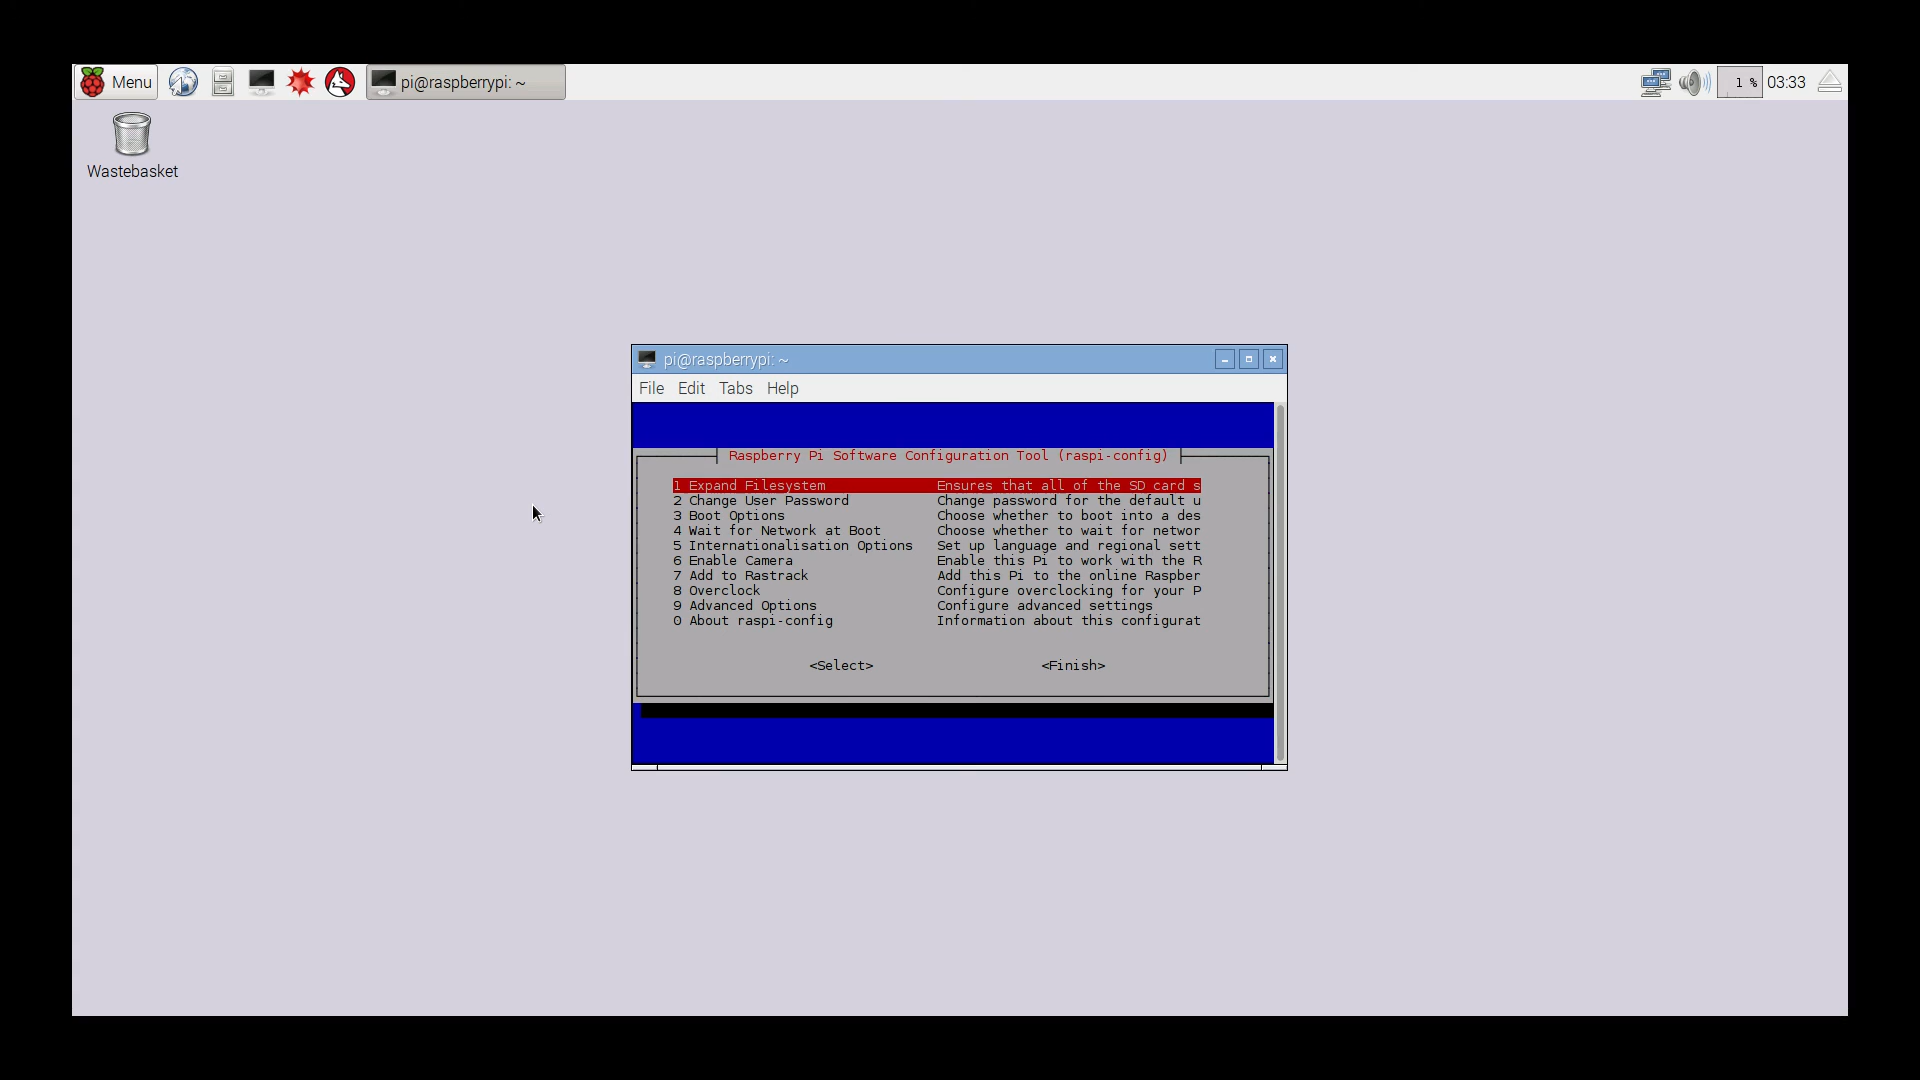 Menu
pi@raspberrypi: ~
1 %
03:33
Wastebasket
pi@raspberrypi: ~
File Edit Tabs Help
Raspberry Pi Software Configuration Tool (raspi-config)
1 Expand Filesystem Ensures that all of the SD card s
2 Change User Password Change password for the default u
3 Boot Options Choose whether to boot into a des
4 Wait for Network at Boot Choose whether to wait for networ
5 Internationalisation Options Set up language and regional sett
6 Enable Camera Enable this Pi to work with the R
7 Add to Rastrack Add this Pi to the online Raspber
8 Overclock Configure overclocking for your P
9 Advanced Options Configure advanced settings
0 About raspi-config Information about this configurat
<Select> <Finish>